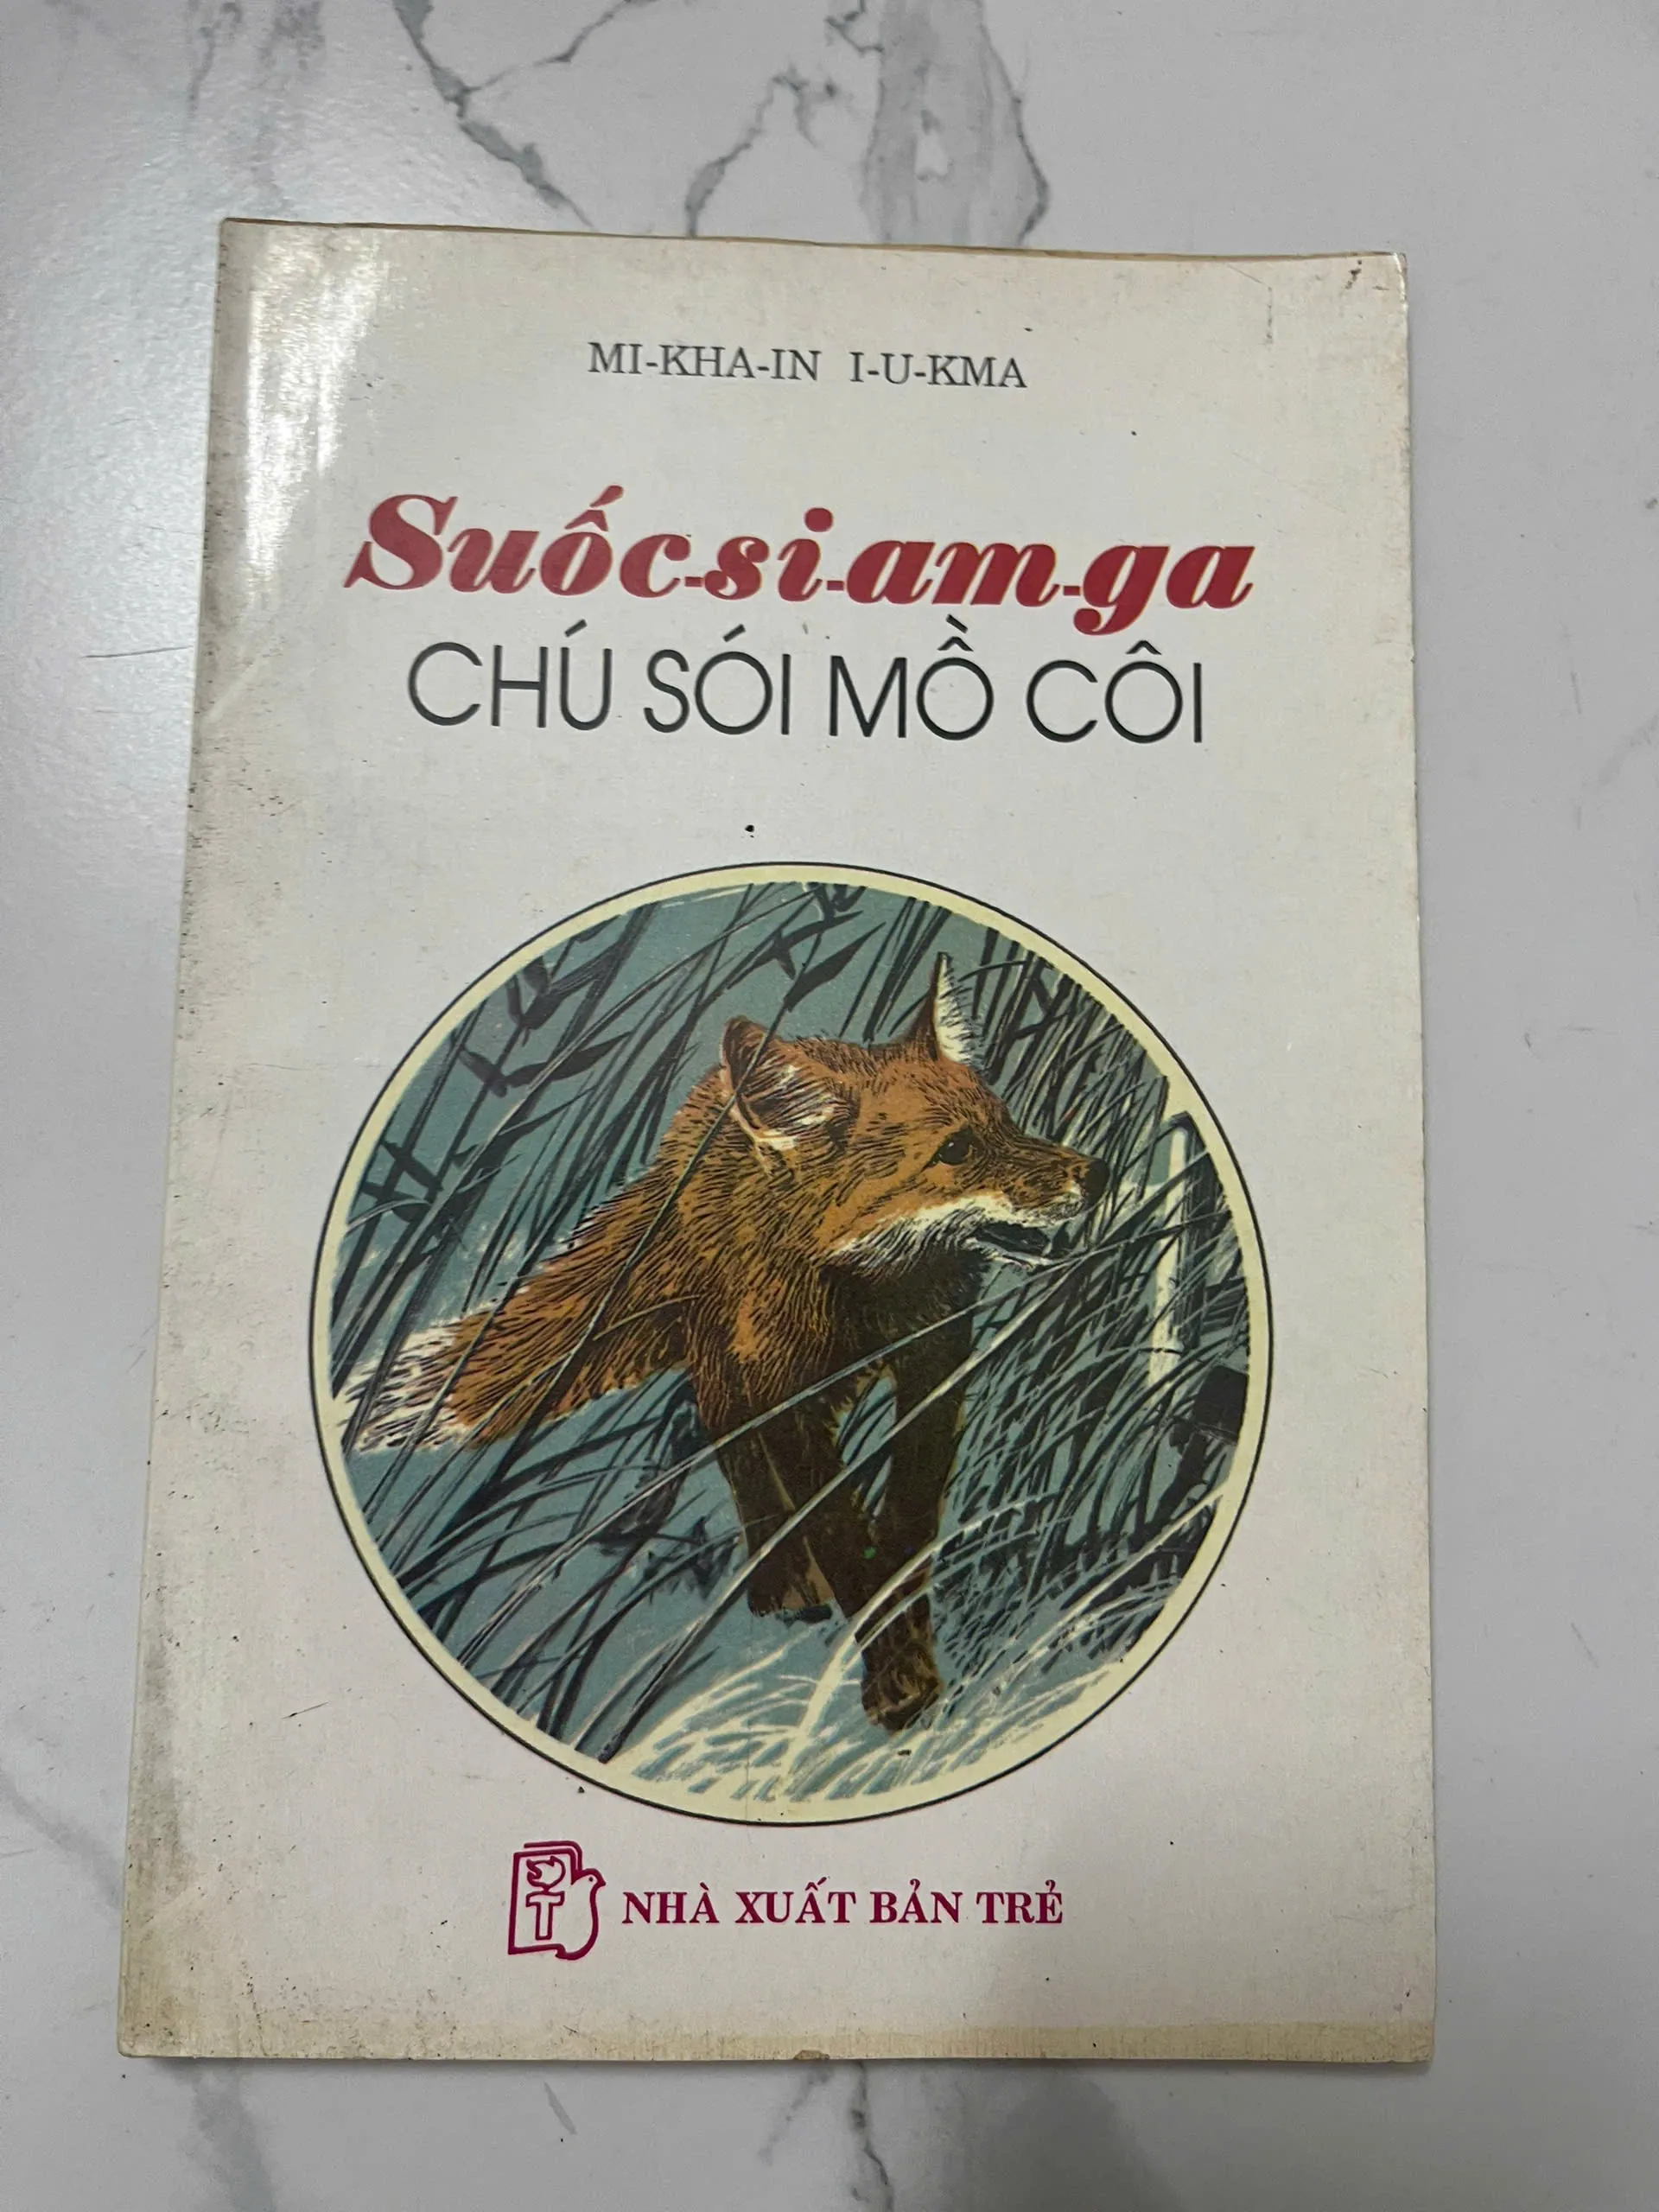 MI-KHA-IN I-U-KMA
Suốc-si-am-ga
CHÚ SÓI MỒ CÔI
T
NHÀ XUẤT BẢN TRẺ